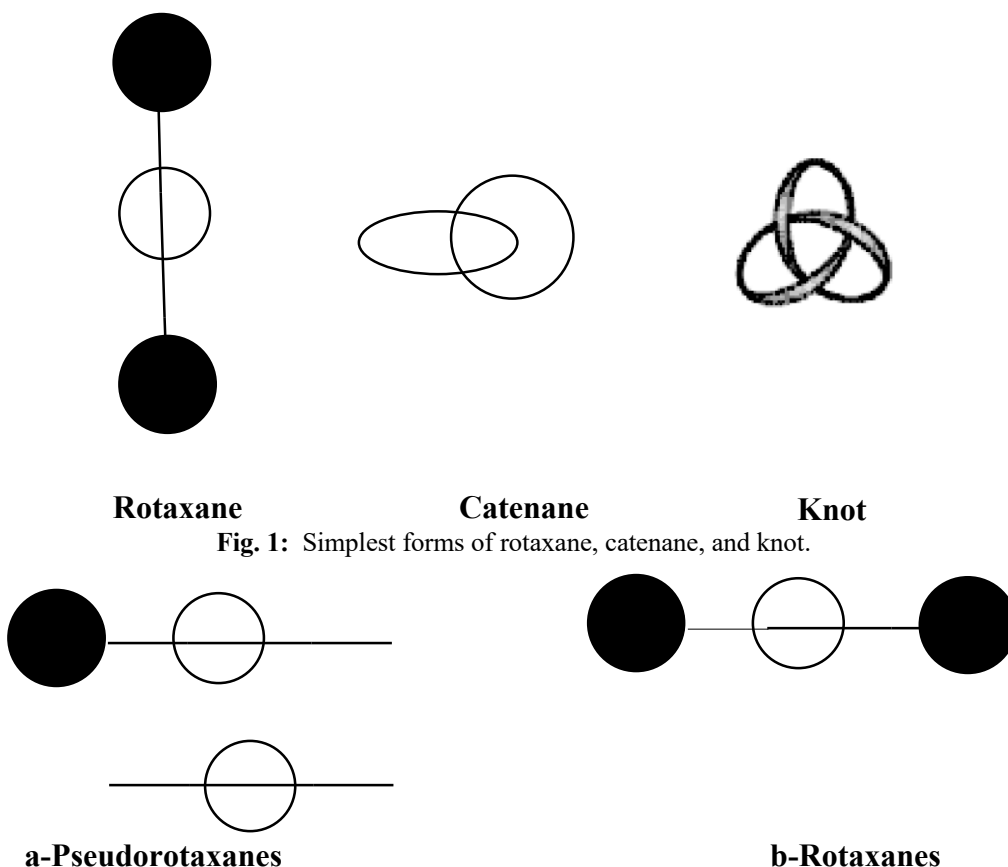 Rotaxane Catenane Knot
Fig. 1: Simplest forms of rotaxane, catenane, and knot.
a-Pseudorotaxanes b-Rotaxanes